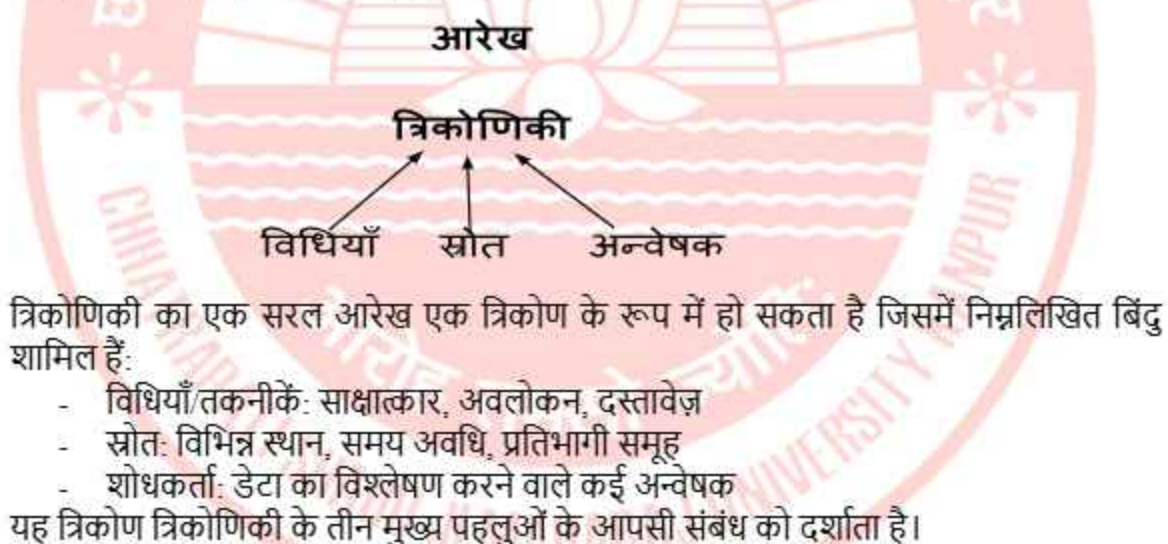 आरेख
त्रिकोणिकी
विधियाँ स्रोत अन्वेषक
त्रिकोणिकी का एक सरल आरेख एक त्रिकोण के रूप में हो सकता है जिसमें निम्नलिखित बिंदु
शामिल हैं:
- विधियाँ/तकनीकें: साक्षात्कार, अवलोकन, दस्तावेज़
- स्रोत: विभिन्न स्थान, समय अवधि, प्रतिभागी समूह
- शोधकर्ता: डेटा का विश्लेषण करने वाले कई अन्वेषक
यह त्रिकोण त्रिकोणिकी के तीन मुख्य पहलुओं के आपसी संबंध को दर्शाता है।